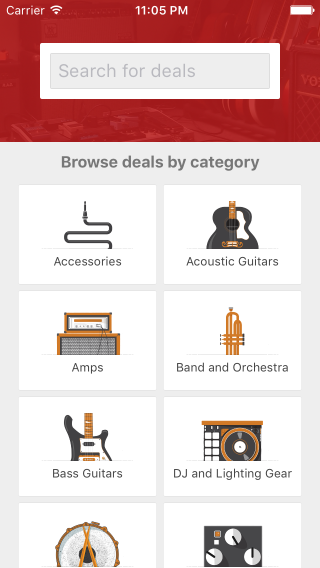 Carrier 11:05 PM
Search for deals
Browse deals by category
Accessories
Acoustic Guitars
Amps
Band and Orchestra
Bass Guitars
DJ and Lighting Gear